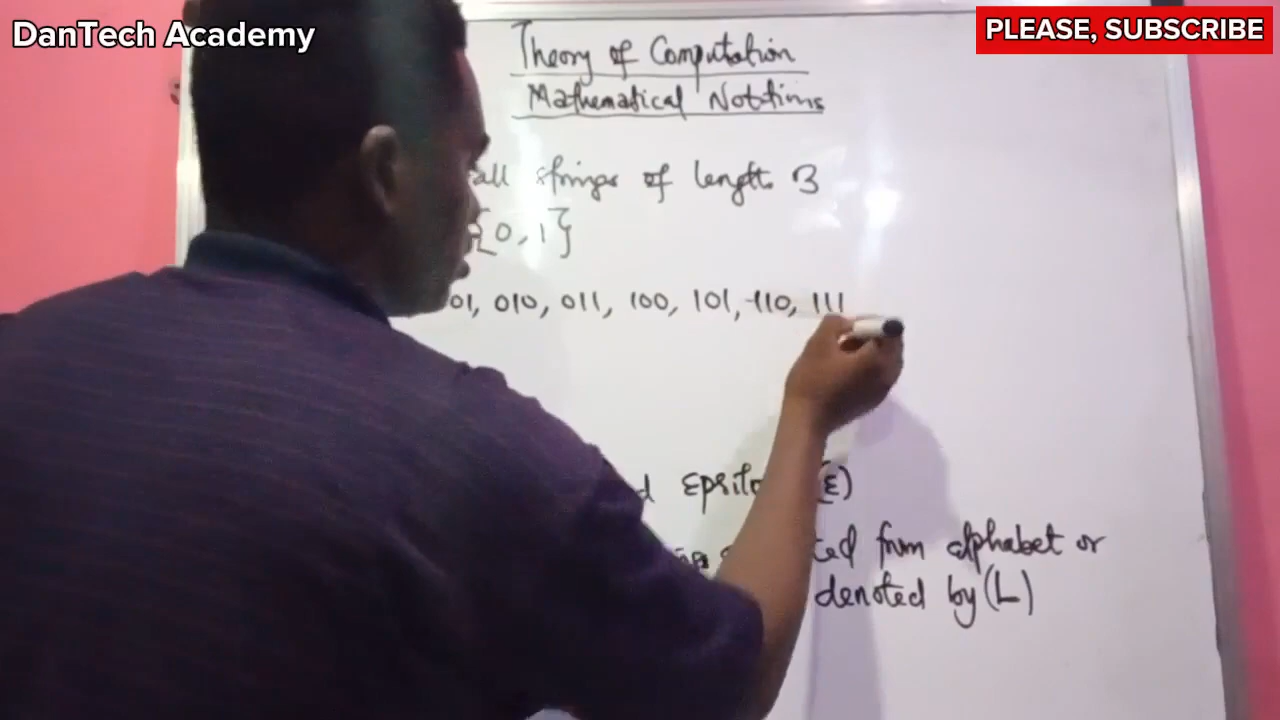 DanTech Academy
PLEASE, SUBSCRIBE
Theory of Computation
Mathematical Notations
all strings of length 3
{0, 1}
01, 010, 011, 100, 101, 110, 111
(ε)
from alphabet or
denoted by (L)